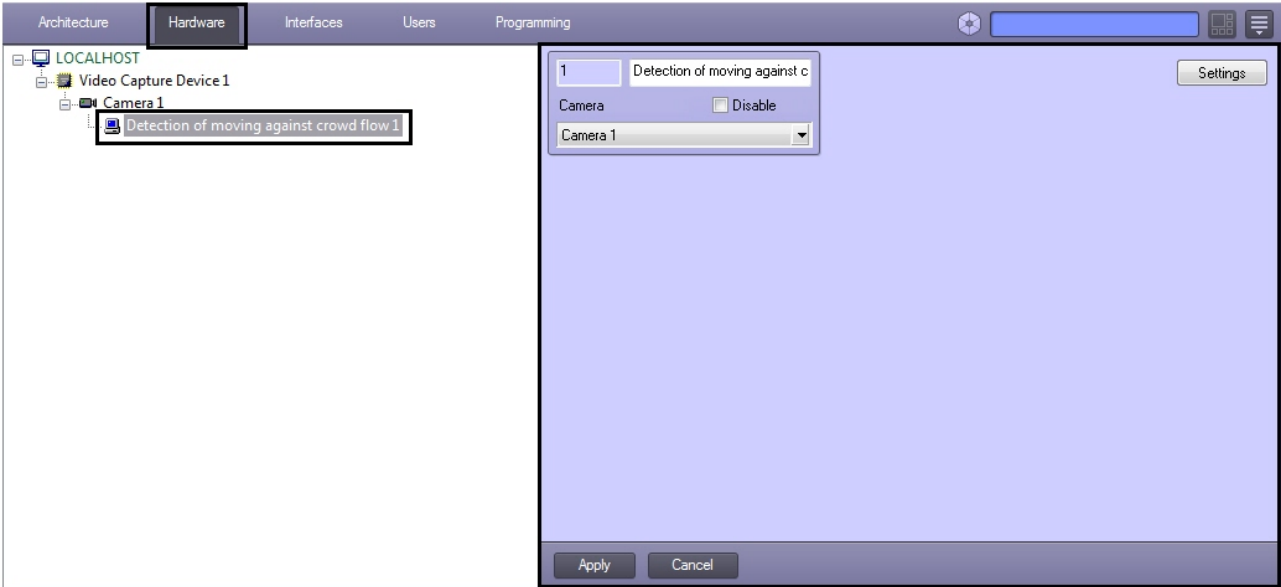 Architecture Hardware Interfaces Users Programming
LOCALHOST
Video Capture Device 1
Camera 1
Detection of moving against crowd flow 1
1 Detection of moving against c
Settings
Camera Disable
Camera 1
Apply Cancel